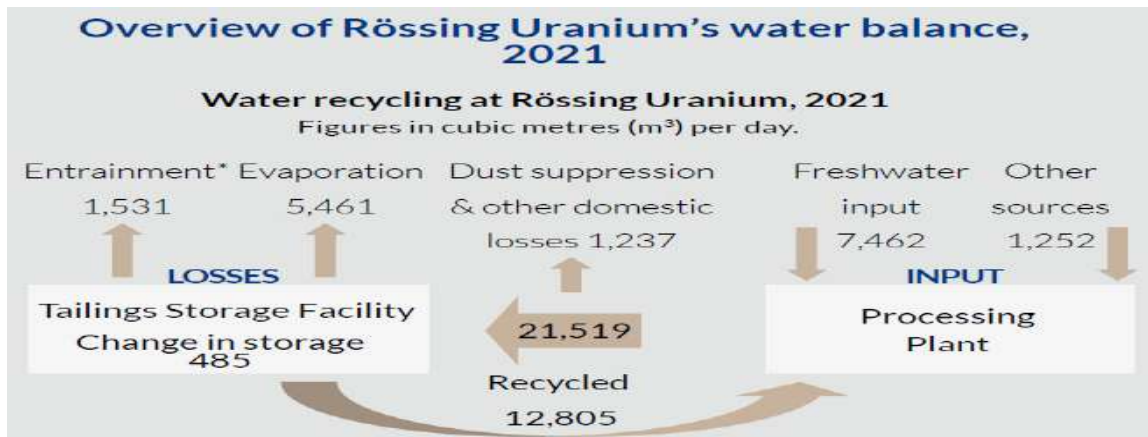 Overview of Rössing Uranium's water balance,
2021
Water recycling at Rössing Uranium, 2021
Figures in cubic metres (m³) per day.
Entrainment*
1,531
Evaporation
5,461
Dust suppression
& other domestic
losses 1,237
Freshwater
input
7,462
Other
sources
1,252
LOSSES
INPUT
Tailings Storage Facility
Change in storage
485
21,519
Processing
Plant
Recycled
12,805